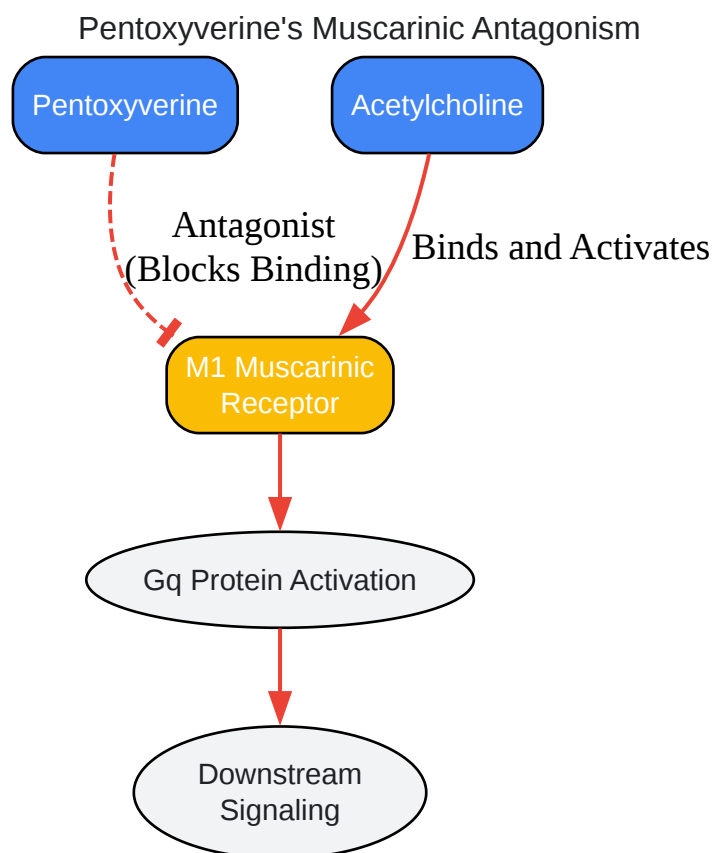 Pentoxyverine's Muscarinic Antagonism
Pentoxyverine
Acetylcholine
Antagonist
(Blocks Binding)
Binds and Activates
M1 Muscarinic
Receptor
Gq Protein Activation
Downstream
Signaling